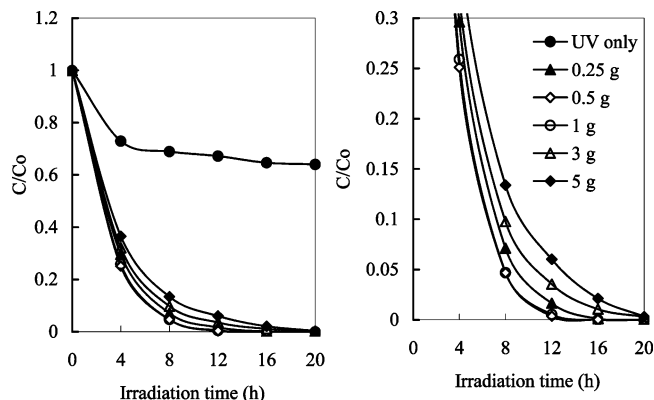 1.2
1
0.8
0.6
0.4
0.2
0
C/Co
0 4 8 12 16 20
Irradiation time (h)
0.3
0.25
0.2
0.15
0.1
0.05
0
C/Co
0 4 8 12 16 20
Irradiation time (h)
UV only
0.25 g
0.5 g
1 g
3 g
5 g